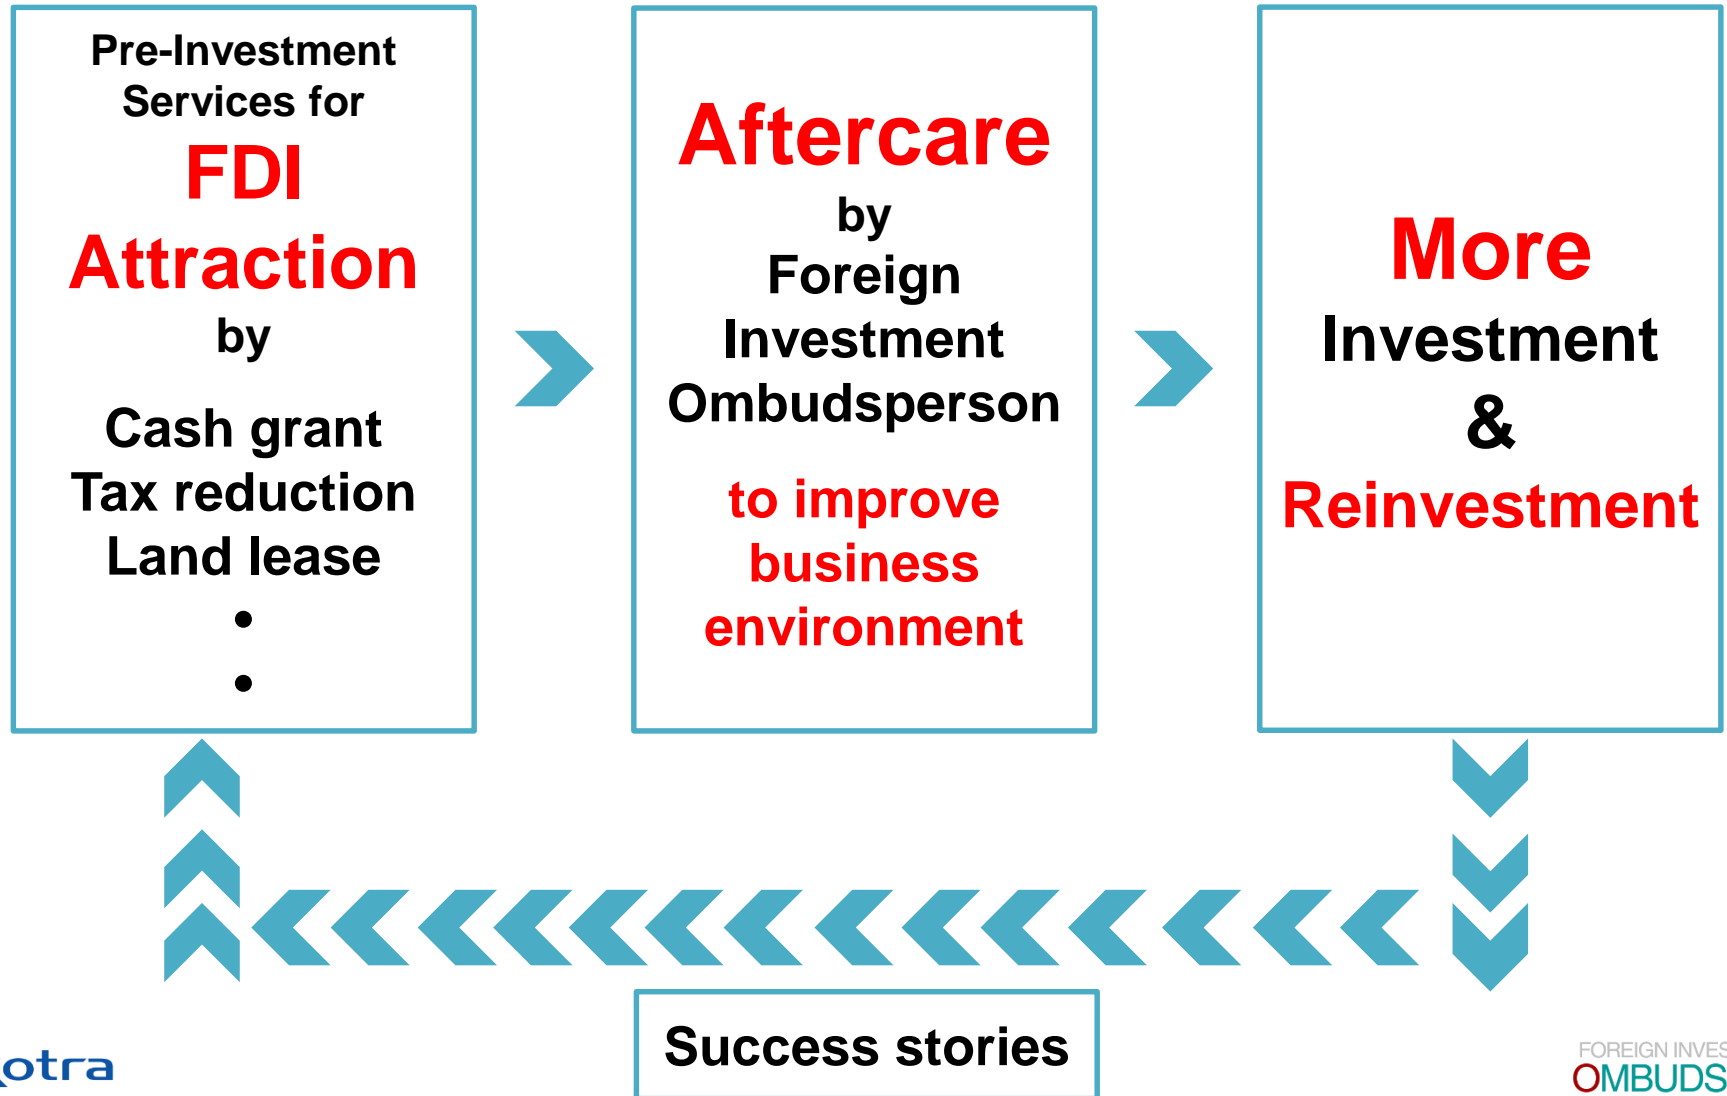 Pre-Investment
Services for
FDI
Attraction
by
Cash grant
Tax reduction
Land lease
•
•
Aftercare
by
Foreign
Investment
Ombudsperson
to improve
business
environment
More
Investment
&
Reinvestment
Success stories
otra
FOREIGN INVES
OMBUDS